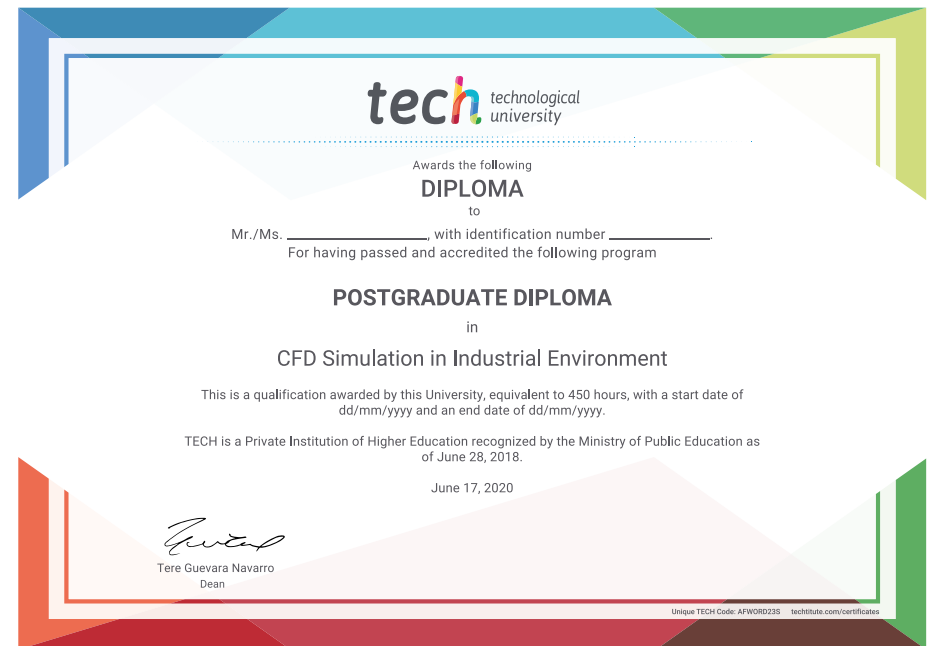 tech technological
university
Awards the following
DIPLOMA
to
Mr./Ms. ____________________, with identification number ______________.
For having passed and accredited the following program
POSTGRADUATE DIPLOMA
in
CFD Simulation in Industrial Environment
This is a qualification awarded by this University, equivalent to 450 hours, with a start date of
dd/mm/yyyy and an end date of dd/mm/yyyy.
TECH is a Private Institution of Higher Education recognized by the Ministry of Public Education as
of June 28, 2018.
June 17, 2020
Tere Guevara Navarro
Dean
Unique TECH Code: AFWORD23S techtitute.com/certificates